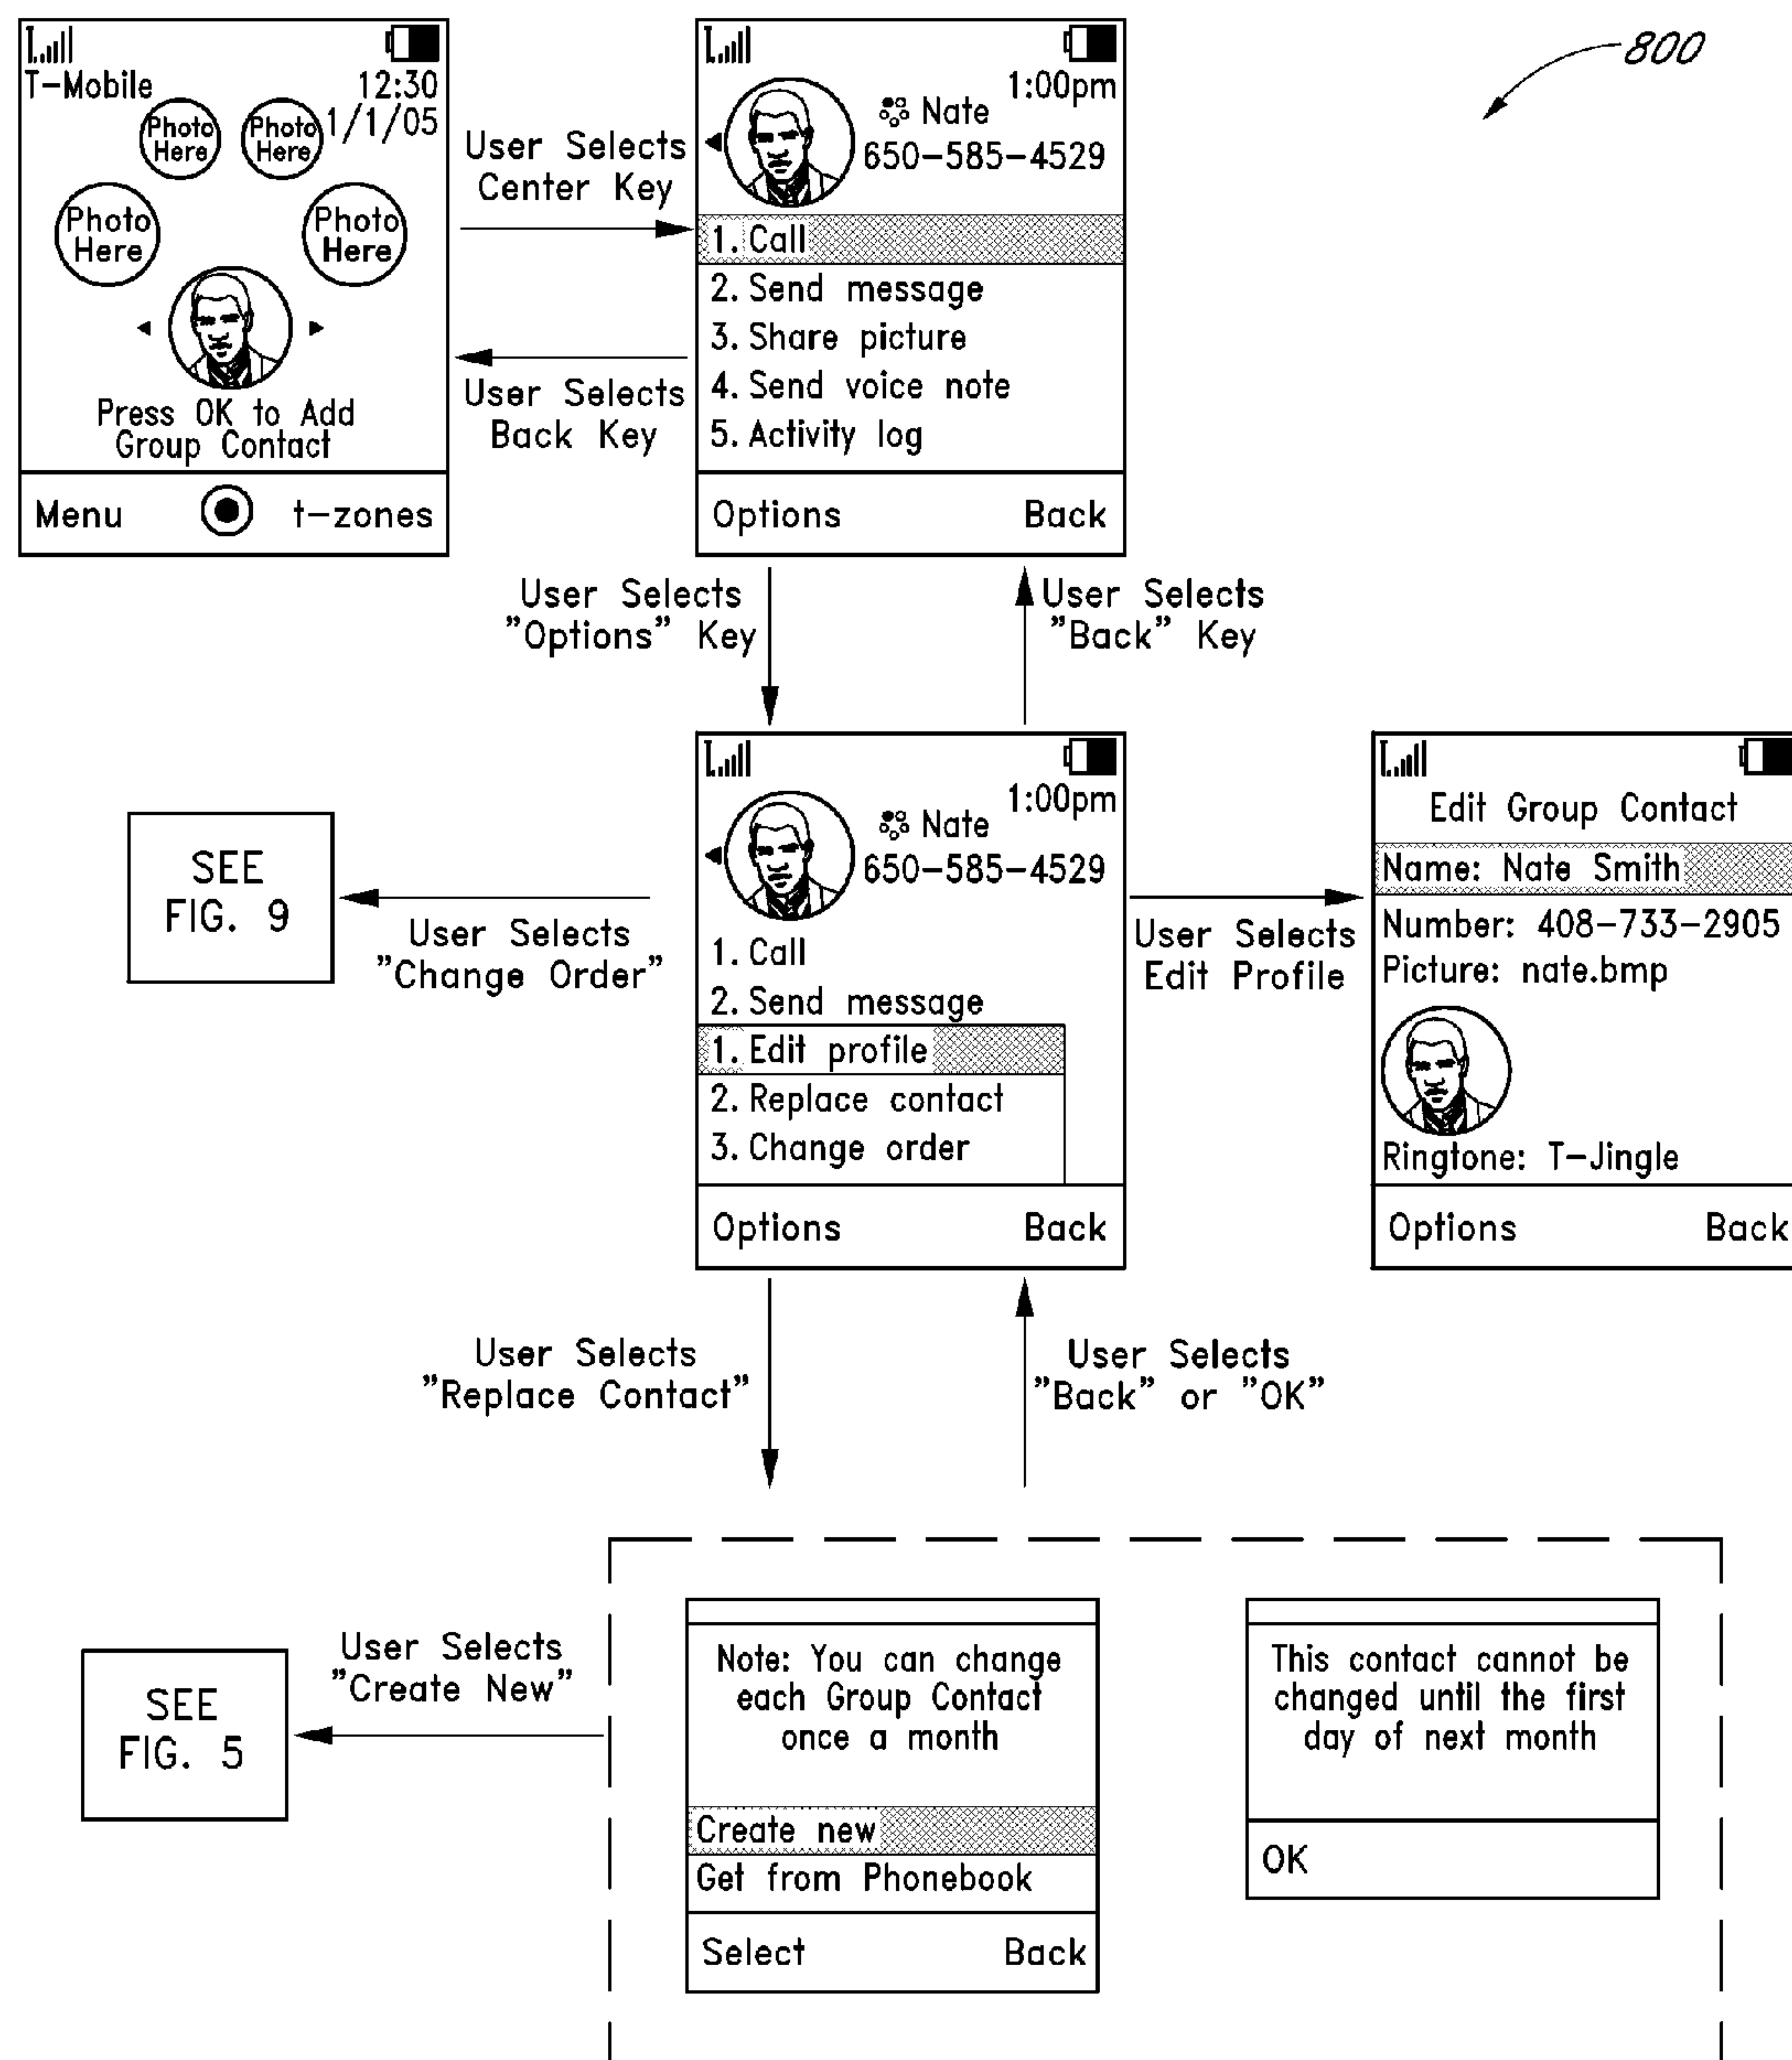 800
T-Mobile
12:30
1/1/05
Photo
Here
Photo
Here
Photo
Here
Photo
Here
Press OK to Add
Group Contact
Menu
t-zones
User Selects
Center Key
User Selects
Back Key
1:00pm
Nate
650-585-4529
1. Call
2. Send message
3. Share picture
4. Send voice note
5. Activity log
Options
Back
User Selects
"Options" Key
User Selects
"Back" Key
SEE
FIG. 9
User Selects
"Change Order"
1:00pm
Nate
650-585-4529
1. Call
2. Send message
1. Edit profile
2. Replace contact
3. Change order
Options
Back
User Selects
Edit Profile
Edit Group Contact
Name: Nate Smith
Number: 408-733-2905
Picture: nate.bmp
Ringtone: T-Jingle
Options
Back
User Selects
"Replace Contact"
User Selects
"Back" or "OK"
SEE
FIG. 5
User Selects
"Create New"
Note: You can change
each Group Contact
once a month
Create new
Get from Phonebook
Select
Back
This contact cannot be
changed until the first
day of next month
OK